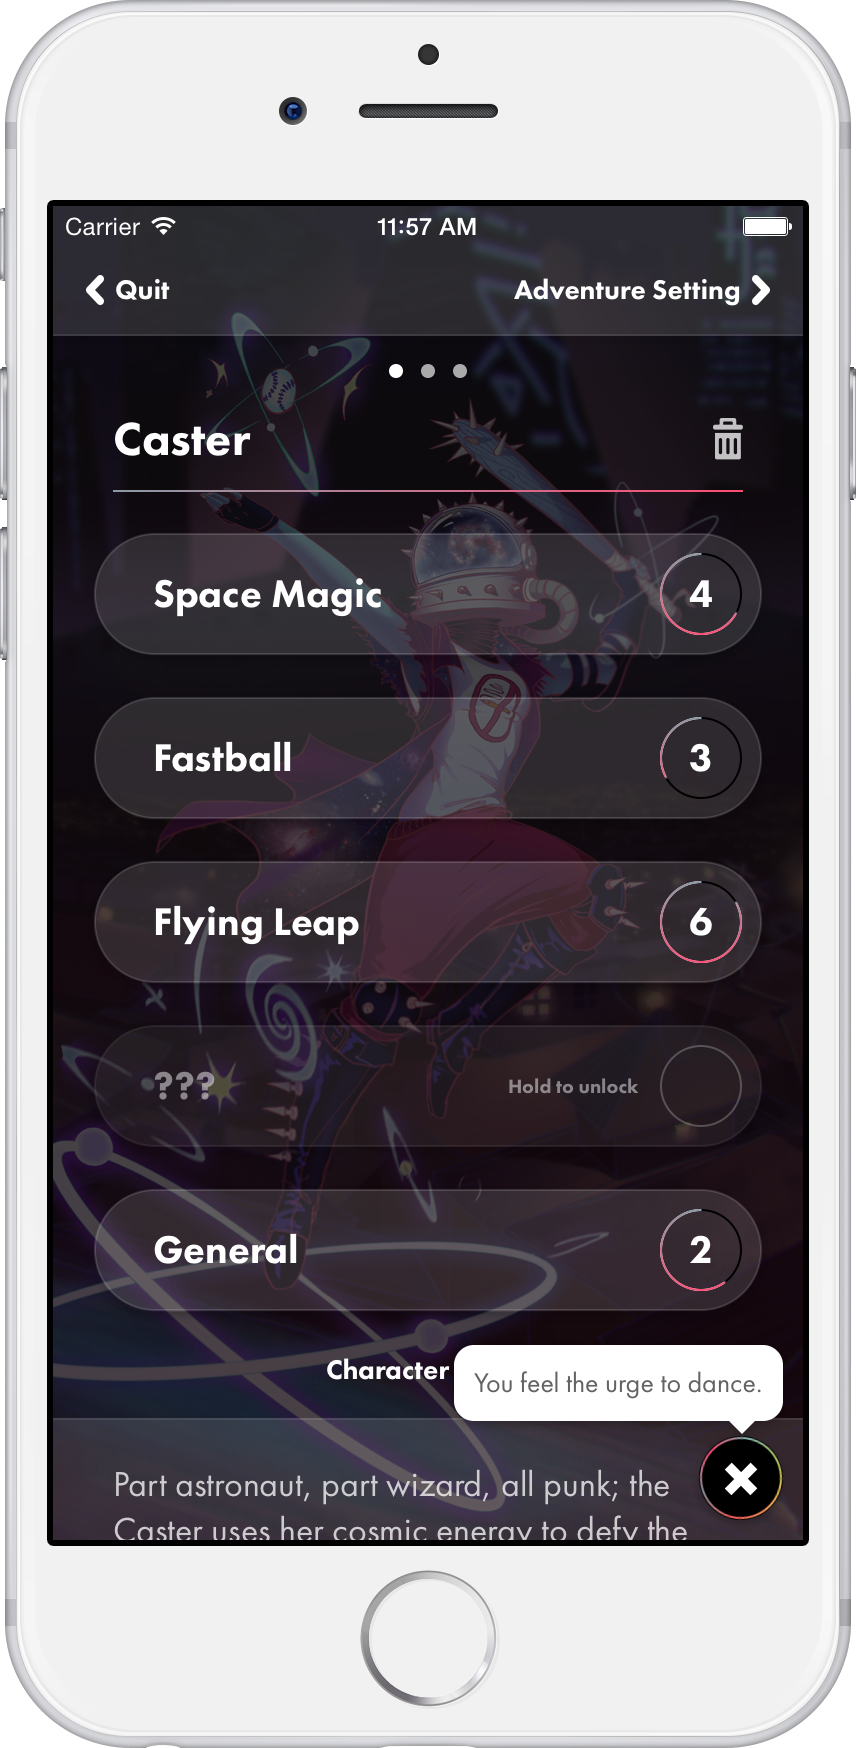 Carrier 11:57 AM
Quit Adventure Setting
Caster
Space Magic 4
Fastball 3
Flying Leap 6
??? Hold to unlock
General 2
Character
You feel the urge to dance.
Part astronaut, part wizard, all punk; the
Caster uses her cosmic energy to defy the